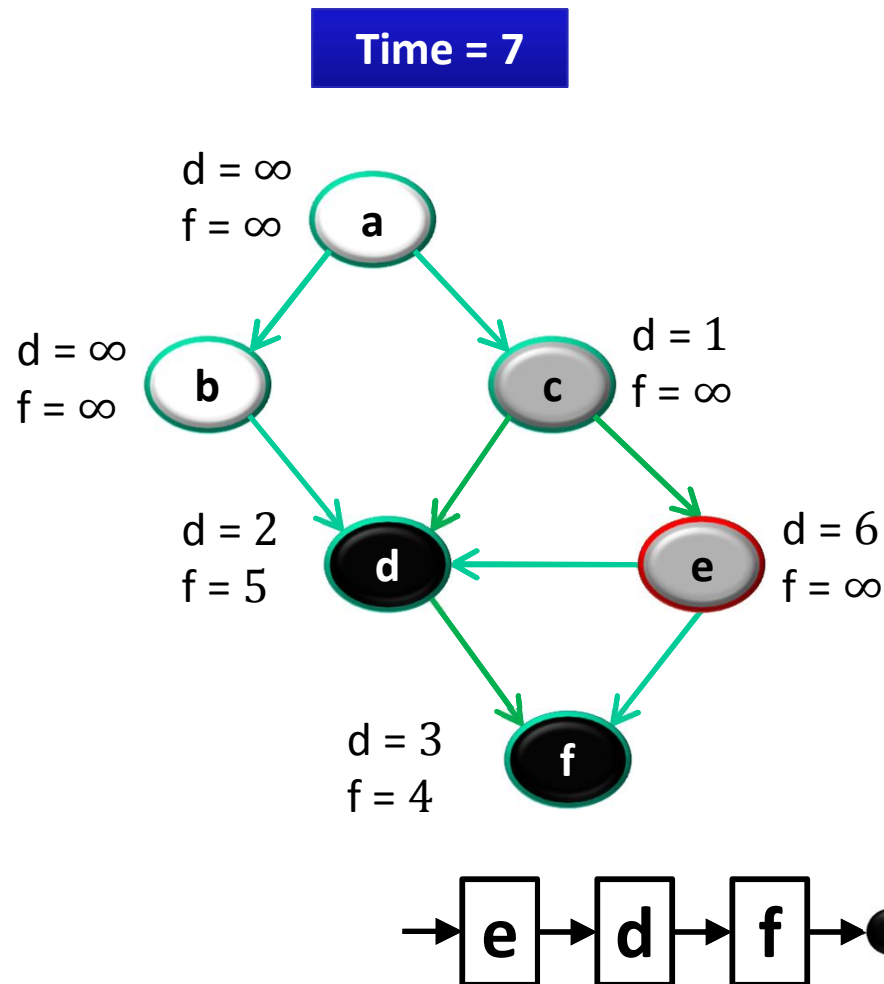 Time = 7
d = ∞
f = ∞
a
d = ∞
f = ∞
b
c
d = 1
f = ∞
d = 2
f = 5
d
e
d = 6
f = ∞
d = 3
f = 4
f
e d f